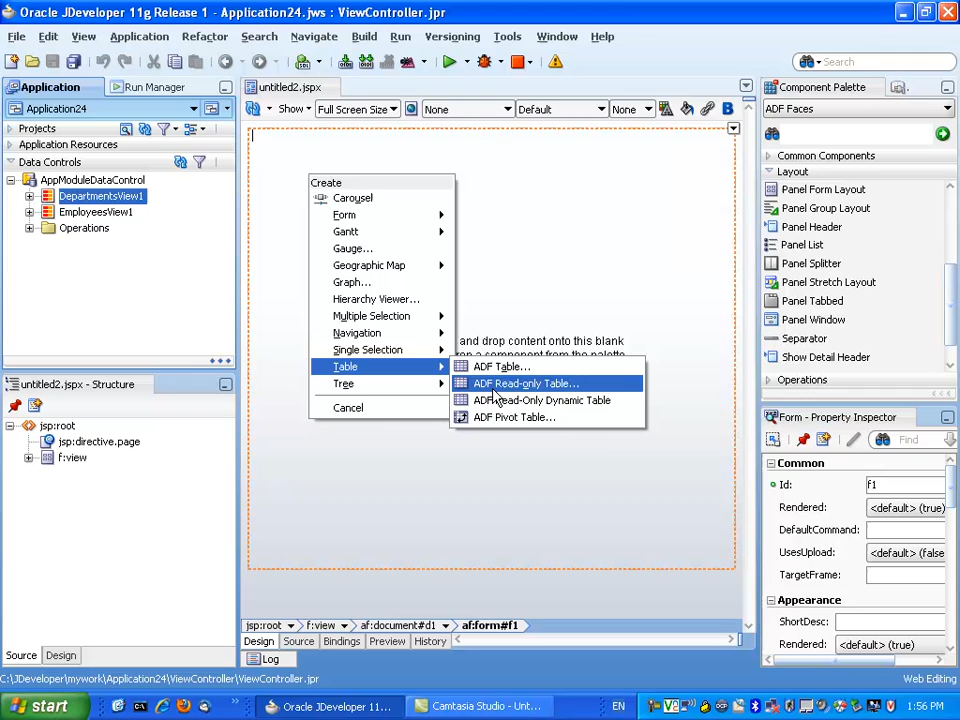 Oracle JDeveloper 11g Release 1 - Application24.jws : ViewController.jpr
File Edit View Application Refactor Search Navigate Build Run Versioning Tools Window Help
Search
Application
Run Manager
untitled2.jspx
Component Palette
Application24
Show
Full Screen Size
None
Default
None
B
ADF Faces
Projects
Application Resources
Data Controls
AppModuleDataControl
DepartmentsView1
EmployeesView1
Operations
Common Components
Layout
Panel Form Layout
Panel Group Layout
Panel Header
Panel List
Panel Splitter
Panel Stretch Layout
Panel Tabbed
Panel Window
Separator
Show Detail Header
Operations
Create
Carousel
Form
Gantt
Gauge...
Geographic Map
Graph...
Hierarchy Viewer...
Multiple Selection
Navigation
Single Selection
Table
Tree
Cancel
and drop content onto this blank
ADF Table...
ADF Read-only Table...
ADF Read-Only Dynamic Table
ADF Pivot Table...
untitled2.jspx - Structure
jsp:root
jsp:directive.page
f:view
Source Design
Form - Property Inspector
Find
Common
Id: f1
Rendered: <default> (true)
DefaultCommand:
UsesUpload: <default> (false
TargetFrame:
Appearance
ShortDesc:
Rendered: <default> (true)
jsp:root f:view af:document#d1 af:form#f1
Design Source Bindings Preview History
Log
C:\JDeveloper\mywork\Application24\ViewController\ViewController.jpr
Web Editing
start
Oracle JDeveloper 11...
Camtasia Studio - Unt...
EN
1:56 PM